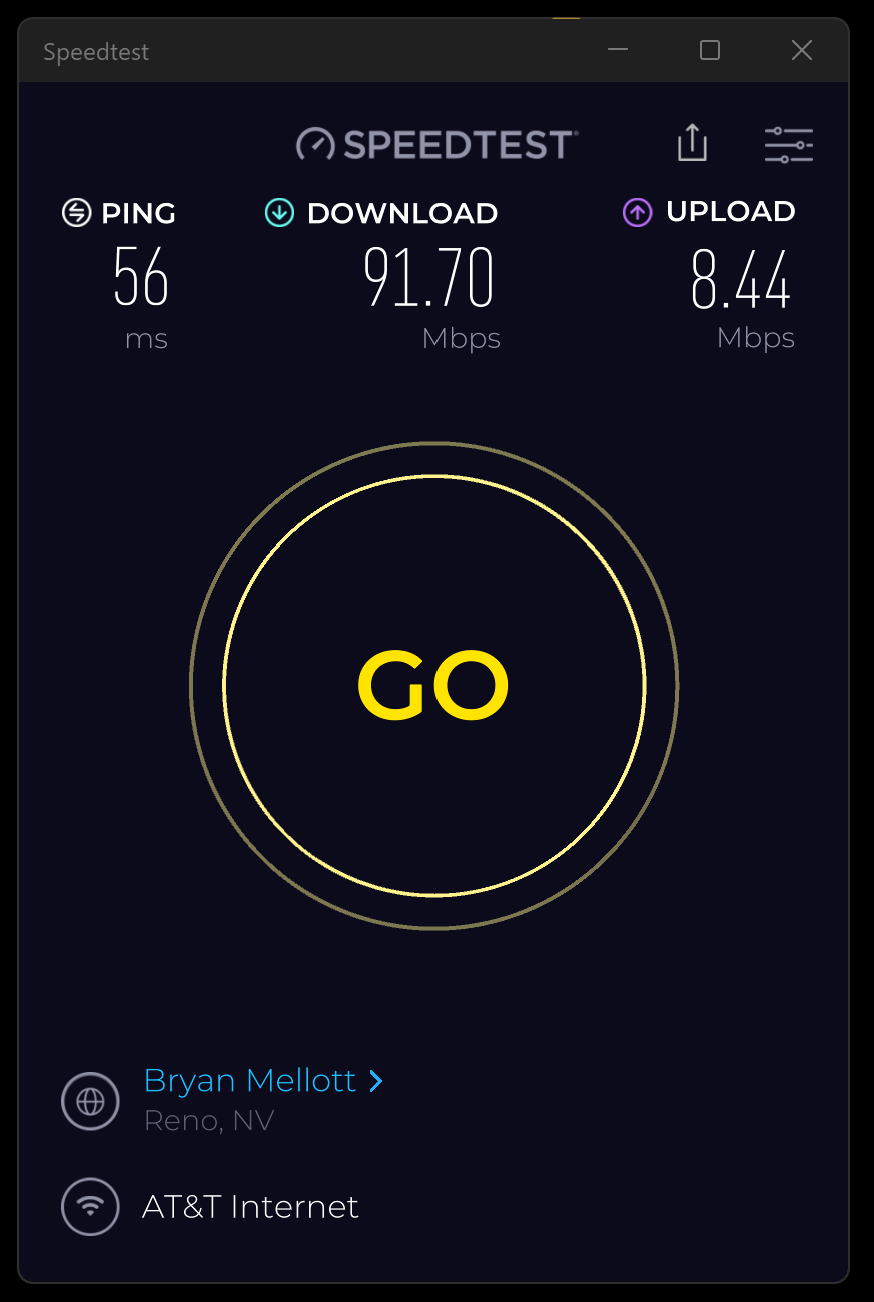 Speedtest
SPEEDTEST®
PING DOWNLOAD UPLOAD
56 91.70 8.44
ms Mbps Mbps
GO
Bryan Mellott
Reno, NV
AT&T Internet